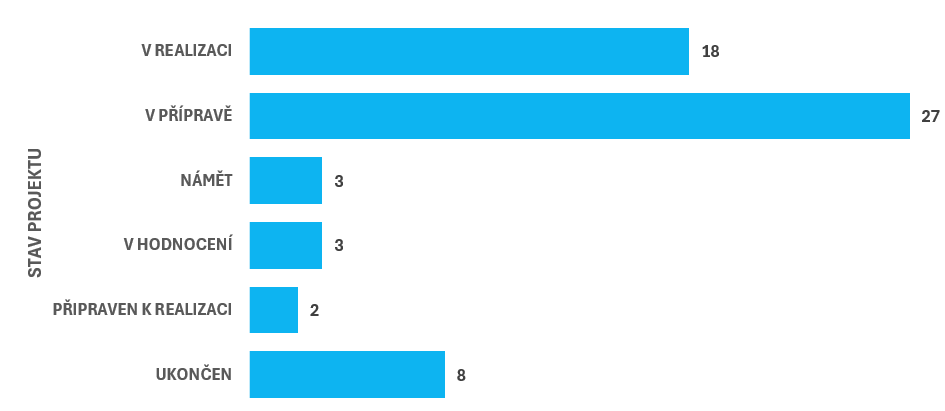 STAV PROJEKTU
V REALIZACI 18
V PŘÍPRAVĚ 27
NÁMĚT 3
V HODNOCENÍ 3
PŘIPRAVEN K REALIZACI 2
UKONČEN 8